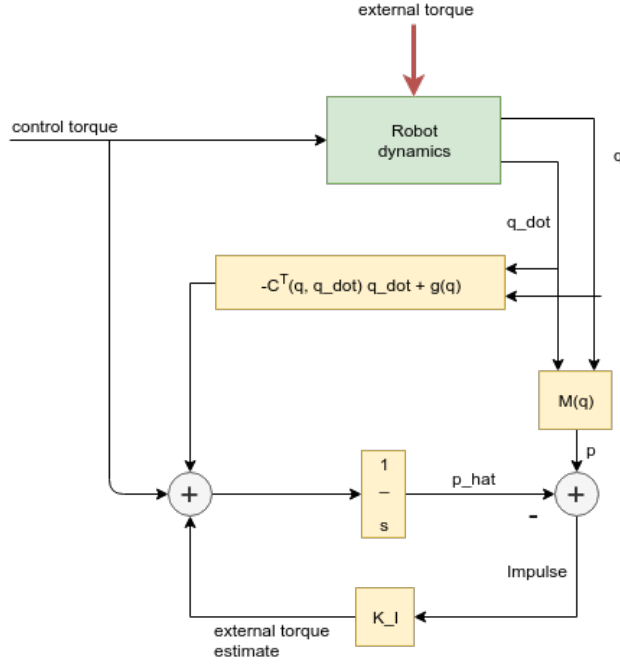 external torque
control torque
Robot
dynamics
q
q_dot
-C^T(q, q_dot) q_dot + g(q)
M(q)
p
+
1
—
s
p_hat
+
-
Impulse
K_I
external torque
estimate